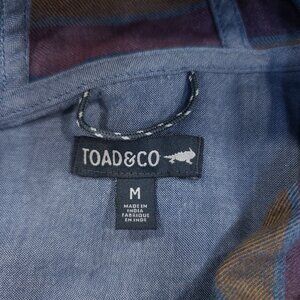 TOAD&CO
M
MADE IN
INDIA
FABRIQUÉ
EN INDE